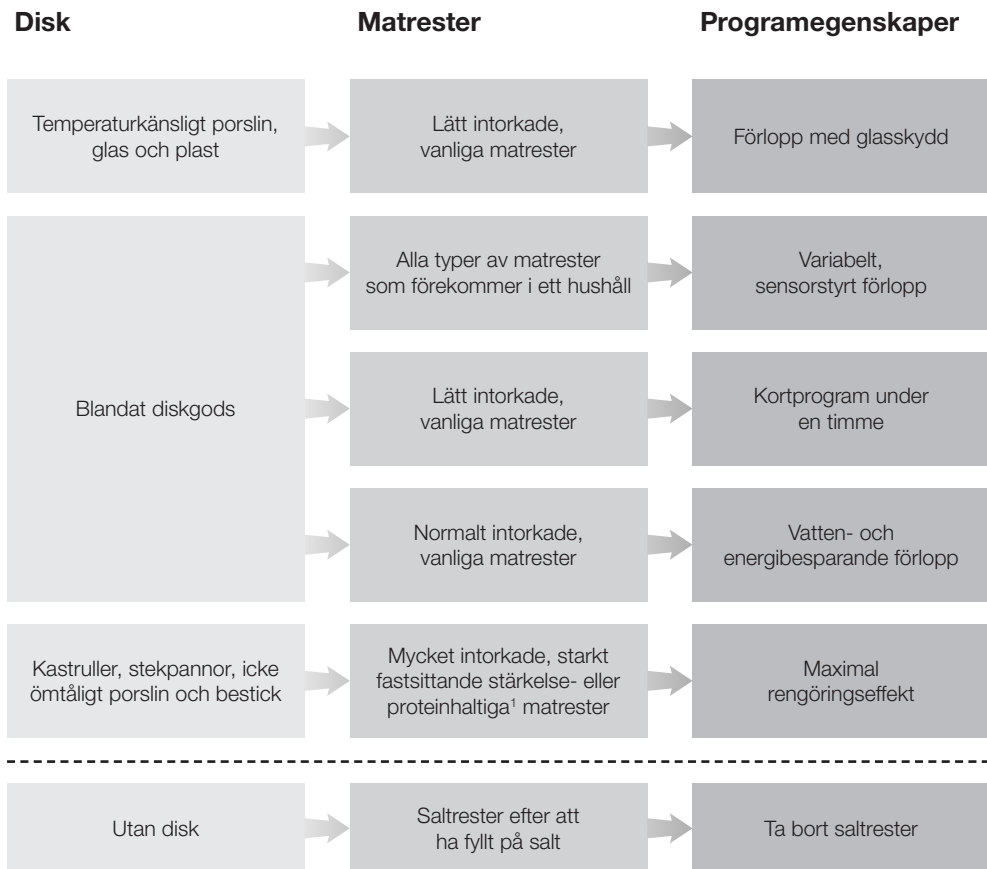 Disk
Matrester
Programegenskaper
Temperaturkänsligt porslin,
glas och plast
Lätt intorkade,
vanliga matrester
Förlopp med glasskydd
Blandat diskgods
Alla typer av matrester
som förekommer i ett hushåll
Variabelt,
sensorstyrt förlopp
Lätt intorkade,
vanliga matrester
Kortprogram under
en timme
Normalt intorkade,
vanliga matrester
Vatten- och
energibesparande förlopp
Kastruller, stekpannor, icke
ömtåligt porslin och bestick
Mycket intorkade, starkt
fastsittande stärkelse- eller
proteinhaltiga¹ matrester
Maximal
rengöringseffekt
Utan disk
Saltrester efter att
ha fyllt på salt
Ta bort saltrester